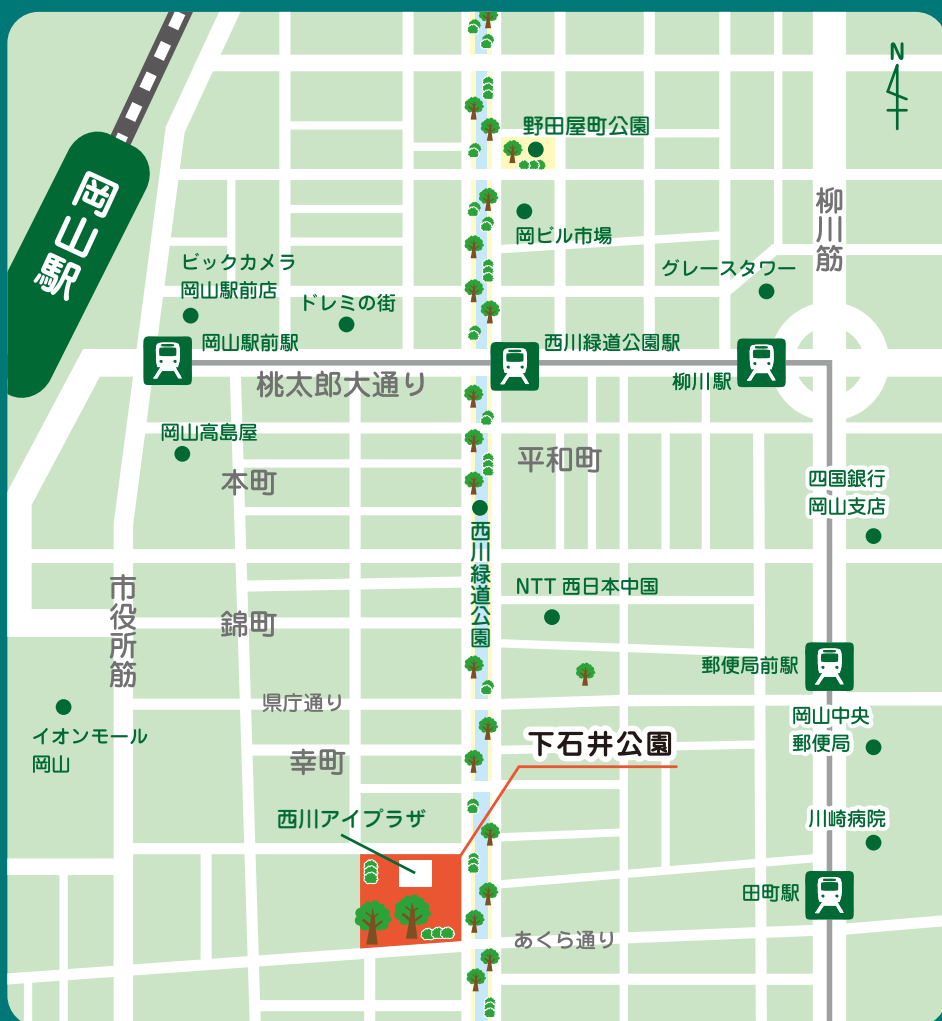 N
野田屋町公園
岡山駅
柳川筋
岡ビル市場
ビックカメラ
岡山駅前店
グレースタワー
ドレミの街
岡山駅前駅
西川緑道公園駅
柳川駅
桃太郎大通り
岡山高島屋
本町
平和町
四国銀行
岡山支店
西川緑道公園
市役所筋
NTT 西日本中国
錦町
郵便局前駅
県庁通り
イオンモール
岡山
岡山中央
郵便局
下石井公園
幸町
西川アイプラザ
川崎病院
田町駅
あくら通り